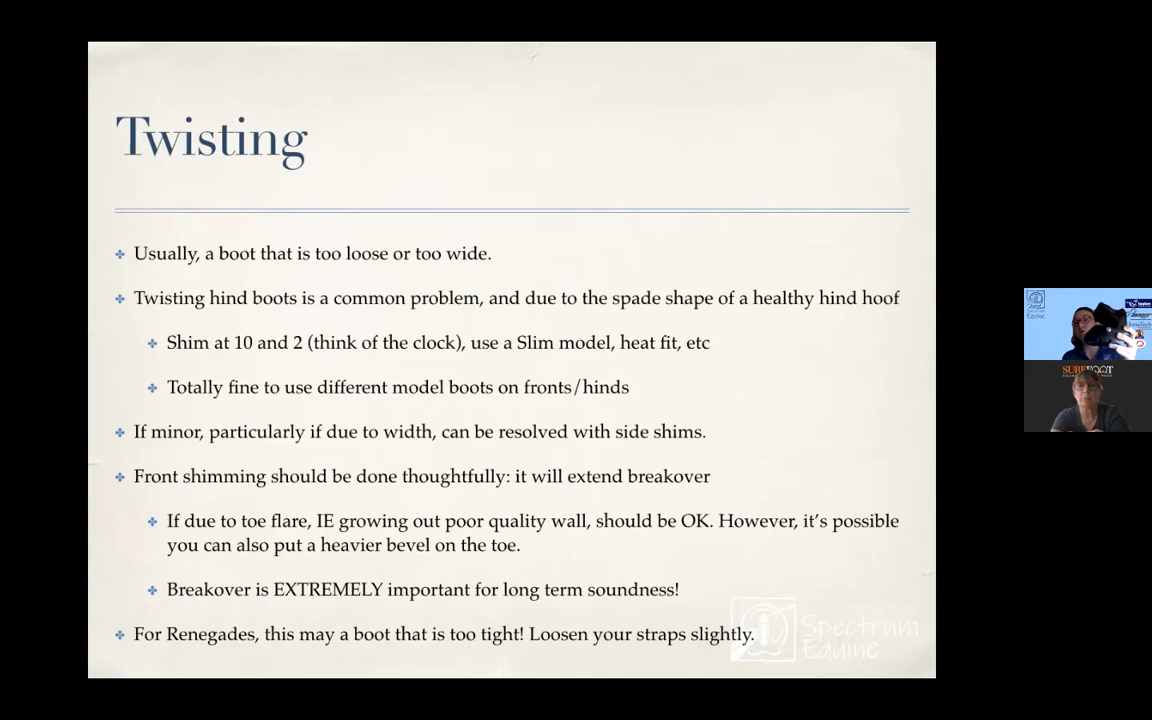 Twisting
Usually, a boot that is too loose or too wide.
Twisting hind boots is a common problem, and due to the spade shape of a healthy hind hoof
Shim at 10 and 2 (think of the clock), use a Slim model, heat fit, etc
Totally fine to use different model boots on fronts/hinds
If minor, particularly if due to width, can be resolved with side shims.
Front shimming should be done thoughtfully: it will extend breakover
If due to toe flare, IE growing out poor quality wall, should be OK. However, it's possible
you can also put a heavier bevel on the toe.
Breakover is EXTREMELY important for long term soundness!
For Renegades, this may a boot that is too tight! Loosen your straps slightly.
Spectrum
Equine
Spectrum
Equine
SUREFOOT